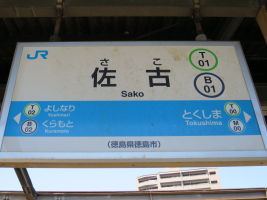 JR
さ こ
佐古
Sako
T
01
B
01
T
02
よしなり
Yoshinari
B
02
くらもと
Kuramoto
とくしま
Tokushima
T
00
M
00
(徳島県徳島市)